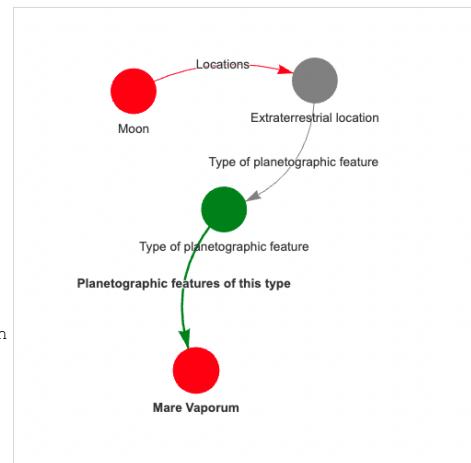 Locations
Moon
Extraterrestrial location
Type of planetographic feature
Type of planetographic feature
Planetographic features of this type
n
Mare Vaporum